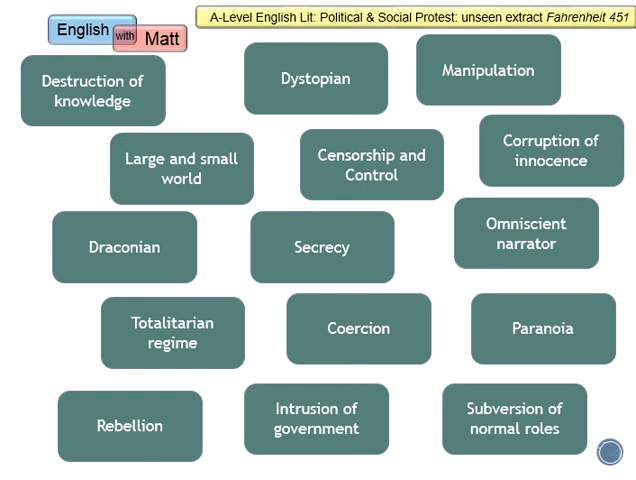 English
with
Matt
A-Level English Lit: Political & Social Protest: unseen extract Fahrenheit 451
Destruction of
knowledge
Dystopian
Manipulation
Large and small
world
Censorship and
Control
Corruption of
innocence
Draconian
Secrecy
Omniscient
narrator
Totalitarian
regime
Coercion
Paranoia
Rebellion
Intrusion of
government
Subversion of
normal roles